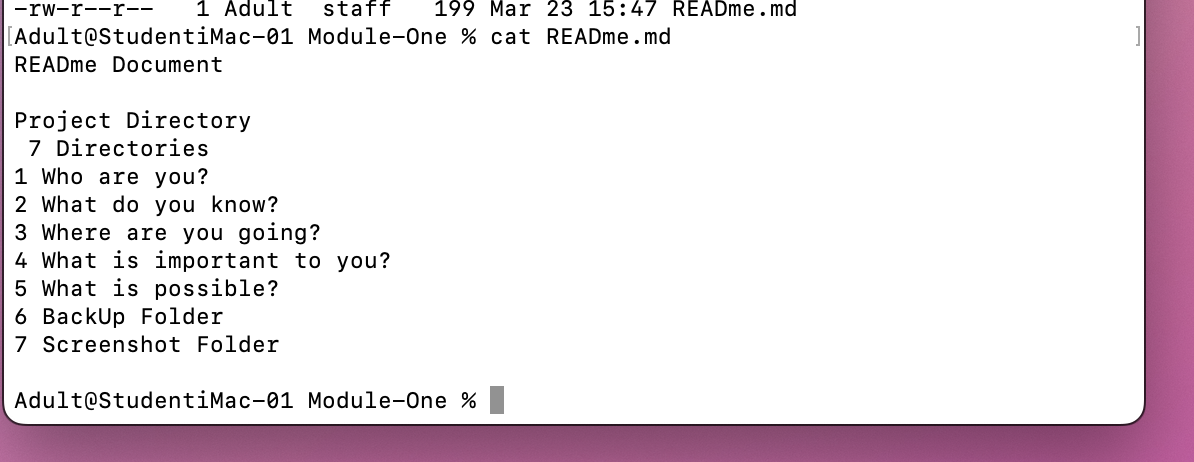 -rw-r--r--   1 Adult  staff   199 Mar 23 15:47 READme.md
[Adult@StudentiMac-01 Module-One % cat READme.md ]
READme Document

Project Directory
 7 Directories
1 Who are you?
2 What do you know?
3 Where are you going?
4 What is important to you?
5 What is possible?
6 BackUp Folder
7 Screenshot Folder

Adult@StudentiMac-01 Module-One %